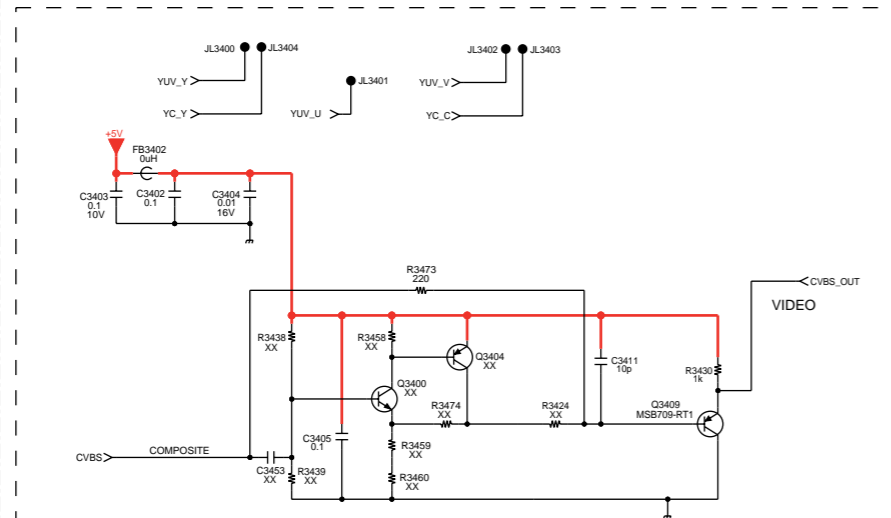 JL3400
JL3404
JL3402
JL3403
YUV_Y
JL3401
YUV_V
YC_Y
YUV_U
YC_C
+5V
FB3402
0uH
C3403
0.1
10V
C3402
0.1
C3404
0.01
16V
R3473
220
CVBS_OUT
VIDEO
R3438
XX
R3458
XX
Q3404
XX
C3411
10p
R3430
1k
Q3400
XX
R3474
XX
R3424
XX
Q3409
MSB709-RT1
C3405
0.1
R3459
XX
CVBS
COMPOSITE
C3453
XX
R3439
XX
R3460
XX